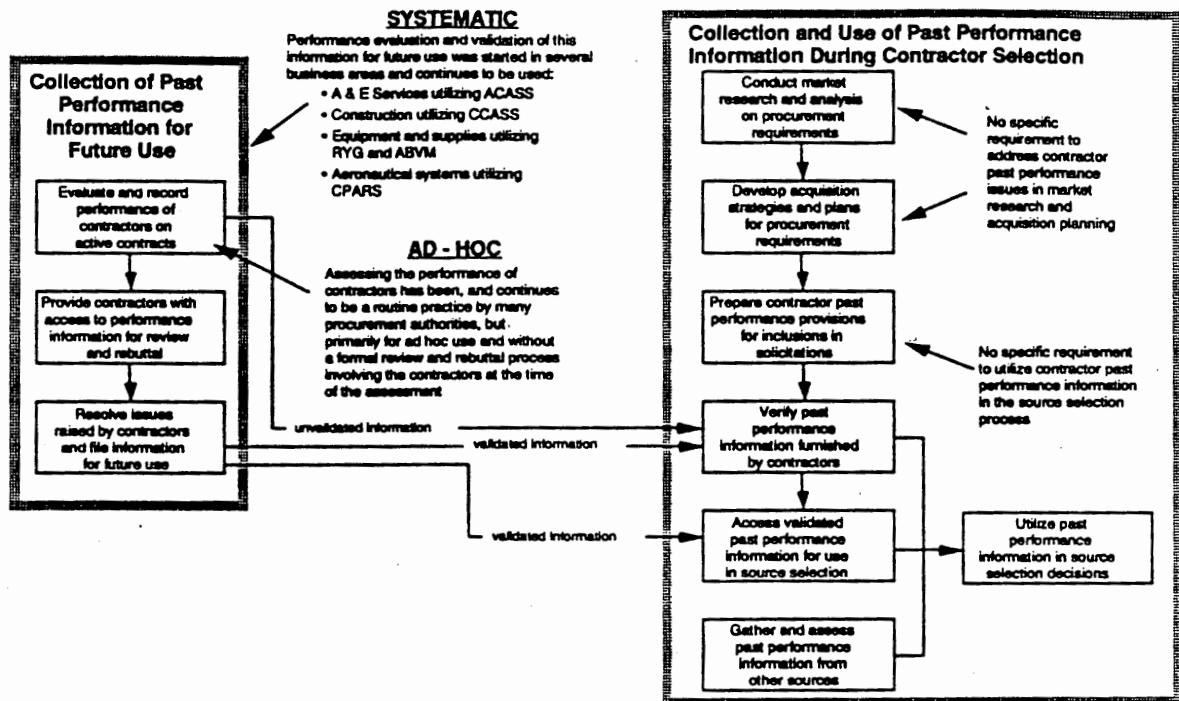 SYSTEMATIC
Performance evaluation and validation of this
information for future use was started in several
business areas and continues to be used:
• A & E Services utilizing ACASS
• Construction utilizing CCASS
• Equipment and supplies utilizing
RYG and ABVM
• Aeronautical systems utilizing
CPARS
Collection of Past
Performance
Information for
Future Use
Evaluate and record
performance of
contractors on
active contracts
Provide contractors with
access to performance
information for review
and rebuttal
Resolve issues
raised by contractors
and file information
for future use
AD - HOC
Assessing the performance of
contractors has been, and continues
to be a routine practice by many
procurement authorities, but
primarily for ad hoc use and without
a formal review and rebuttal process
involving the contractors at the time
of the assessment
unvalidated information
validated information
validated information
Collection and Use of Past Performance
Information During Contractor Selection
Conduct market
research and analysis
on procurement
requirements
Develop acquisition
strategies and plans
for procurement
requirements
Prepare contractor past
performance provisions
for inclusions in
solicitations
Verify past
performance
information furnished
by contractors
Access validated
past performance
information for use
in source selection
Gather and assess
past performance
information from
other sources
No specific
requirement to
address contractor
past performance
issues in market
research and
acquisition planning
No specific requirement
to utilize contractor past
performance information
in the source selection
process
Utilize past
performance
information in source
selection decisions